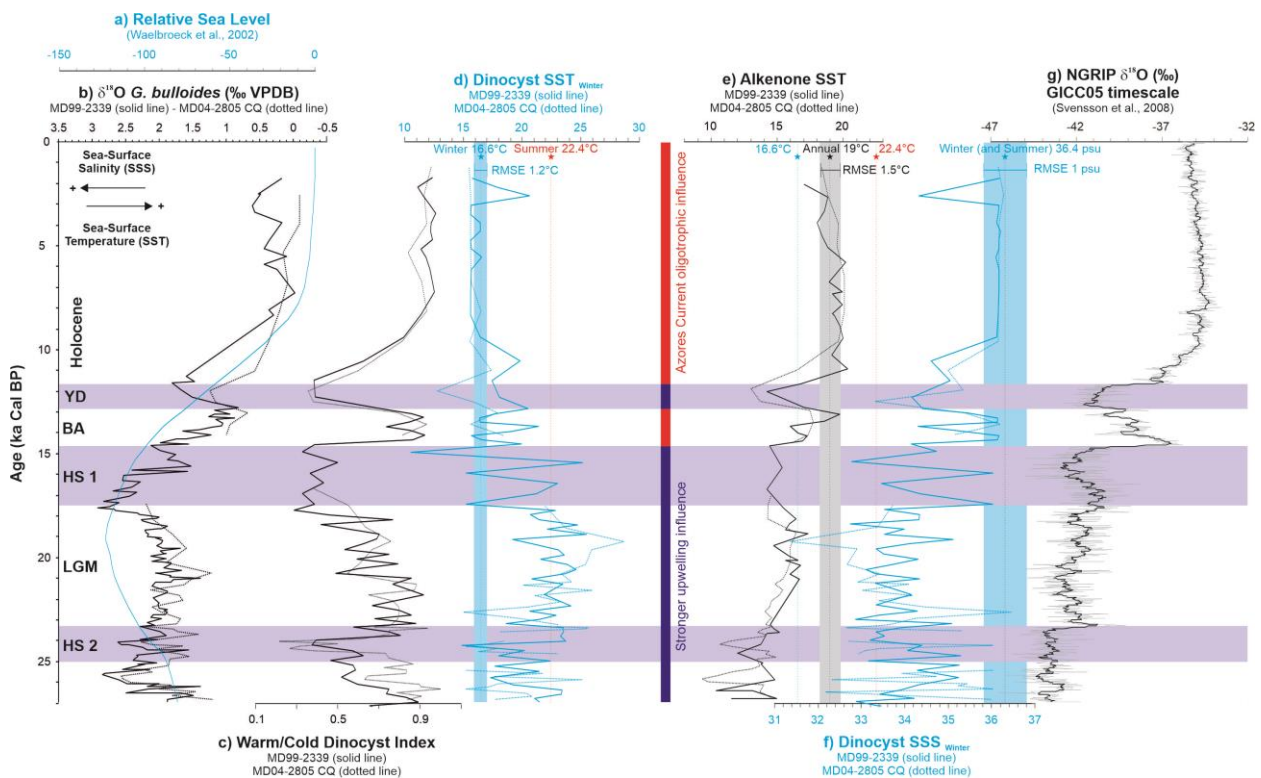 a) Relative Sea Level
(Waelbroeck et al., 2002)
-150 -100 -50 0
b) δ¹⁸O G. bulloides (‰ VPDB)
MD99-2339 (solid line) - MD04-2805 CQ (dotted line)
3.5 3 2.5 2 1.5 1 0.5 0 -0.5
d) Dinocyst SST Winter
MD99-2339 (solid line)
MD04-2805 CQ (dotted line)
10 15 20 25 30
e) Alkenone SST
MD99-2339 (solid line)
MD04-2805 CQ (dotted line)
10 15 20
g) NGRIP δ¹⁸O (‰)
GICC05 timescale
(Svensson et al., 2008)
-47 -42 -37 -32
Sea-Surface
Salinity (SSS)
+
+
Sea-Surface
Temperature (SST)
Winter 16.6°C Summer 22.4°C
RMSE 1.2°C
16.6°C Annual 19°C 22.4°C
RMSE 1.5°C
Winter (and Summer) 36.4 psu
RMSE 1 psu
Age (ka Cal BP)
0
5
10
15
20
25
Holocene
YD
BA
HS 1
LGM
HS 2
Azores Current oligotrophic influence
Stronger upwelling influence
0.1 0.5 0.9
c) Warm/Cold Dinocyst Index
MD99-2339 (solid line)
MD04-2805 CQ (dotted line)
31 32 33 34 35 36 37
f) Dinocyst SSS Winter
MD99-2339 (solid line)
MD04-2805 CQ (dotted line)